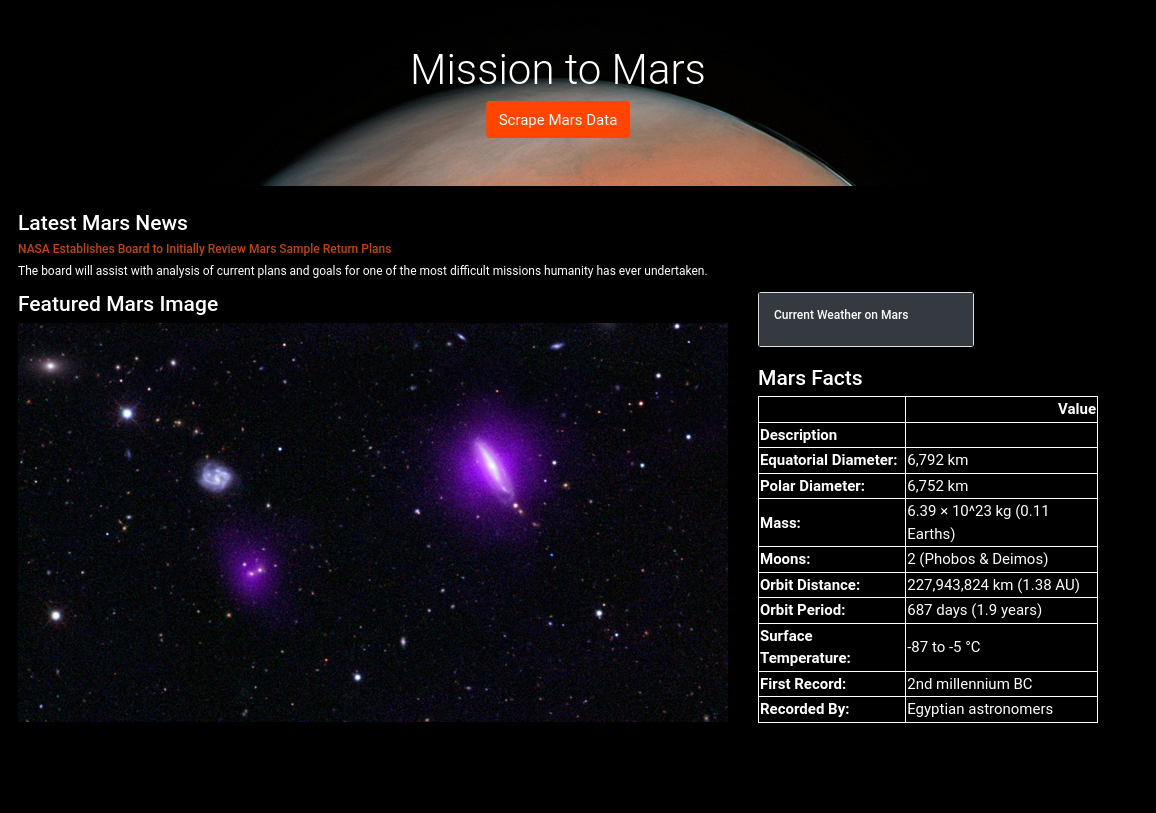 Mission to Mars
Scrape Mars Data
Latest Mars News
NASA Establishes Board to Initially Review Mars Sample Return Plans
The board will assist with analysis of current plans and goals for one of the most difficult missions humanity has ever undertaken.
Featured Mars Image
Current Weather on Mars
Mars Facts
Value
Description
Equatorial Diameter: 6,792 km
Polar Diameter: 6,752 km
Mass: 6.39 × 10^23 kg (0.11
Earths)
Moons: 2 (Phobos & Deimos)
Orbit Distance: 227,943,824 km (1.38 AU)
Orbit Period: 687 days (1.9 years)
Surface
Temperature: -87 to -5 °C
First Record: 2nd millennium BC
Recorded By: Egyptian astronomers